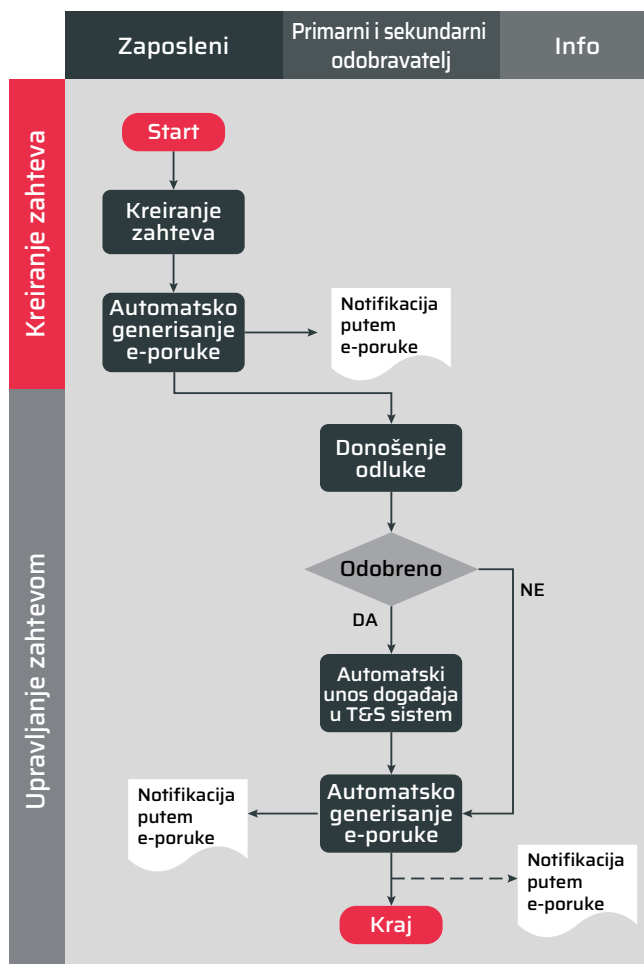 Zaposleni
Primarni i sekundarni
odobravatelj
Info
Kreiranje zahteva
Start
Kreiranje
zahteva
Automatsko
generisanje
e-poruke
Notifikacija
putem
e-poruke
Upravljanje zahtevom
Donošenje
odluke
Odobreno
NE
DA
Automatski
unos događaja
u T&S sistem
Automatsko
generisanje
e-poruke
Notifikacija
putem
e-poruke
Notifikacija
putem
e-poruke
Kraj